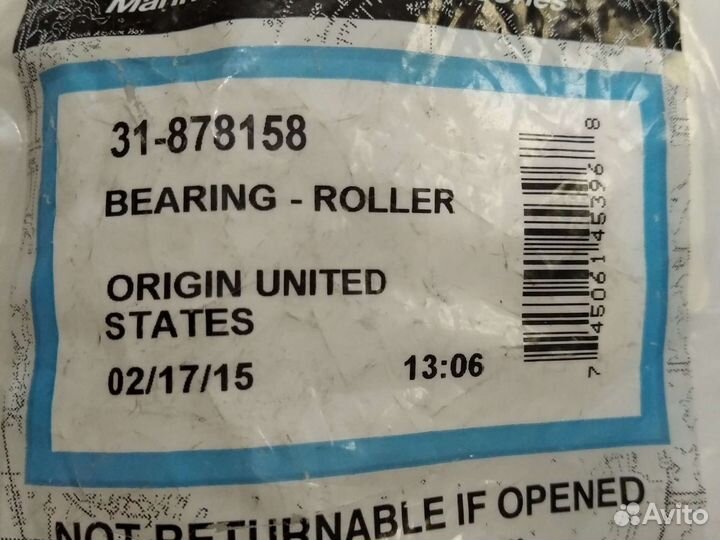 31-878158
BEARING - ROLLER
ORIGIN UNITED
STATES
02/17/15 13:06
7 45061 45396 8
NOT RETURNABLE IF OPENED
Avito